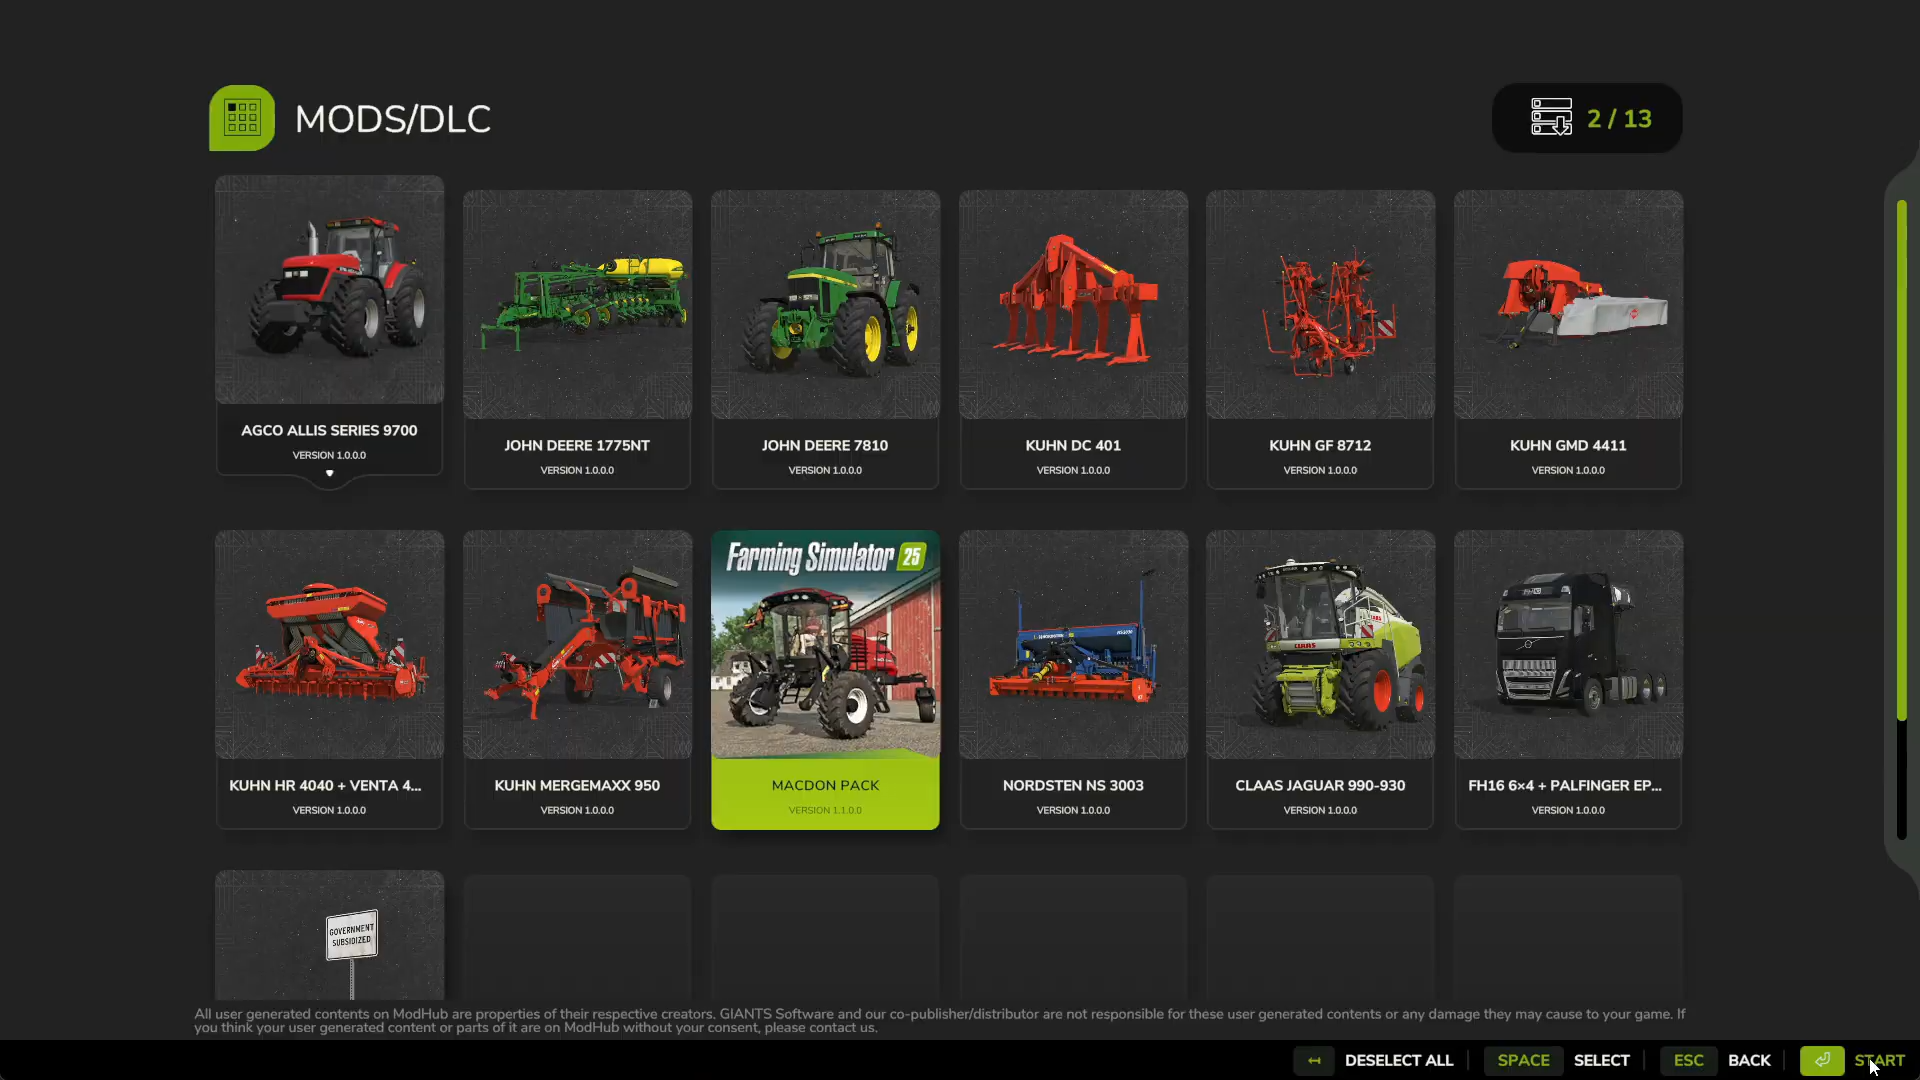 MODS/DLC
2 / 13
AGCO ALLIS SERIES 9700
VERSION 1.0.0.0
JOHN DEERE 1775NT
VERSION 1.0.0.0
JOHN DEERE 7810
VERSION 1.0.0.0
KUHN DC 401
VERSION 1.0.0.0
KUHN GF 8712
VERSION 1.0.0.0
KUHN GMD 4411
VERSION 1.0.0.0
KUHN HR 4040 + VENTA 4...
VERSION 1.0.0.0
KUHN MERGEMAXX 950
VERSION 1.0.0.0
Farming Simulator 25
MACDON PACK
VERSION 1.1.0.0
NORDSTEN NS 3003
VERSION 1.0.0.0
CLAAS
CLAAS JAGUAR 990-930
VERSION 1.0.0.0
FH16 6×4 + PALFINGER EP...
VERSION 1.0.0.0
GOVERNMENT
SUBSIDIZED
All user generated contents on ModHub are properties of their respective creators. GIANTS Software and our co-publisher/distributor are not responsible for these user generated contents or any damage they may cause to your game. If
you think your user generated content or parts of it are on ModHub without your consent, please contact us.
DESELECT ALL
SPACE SELECT
ESC BACK
START